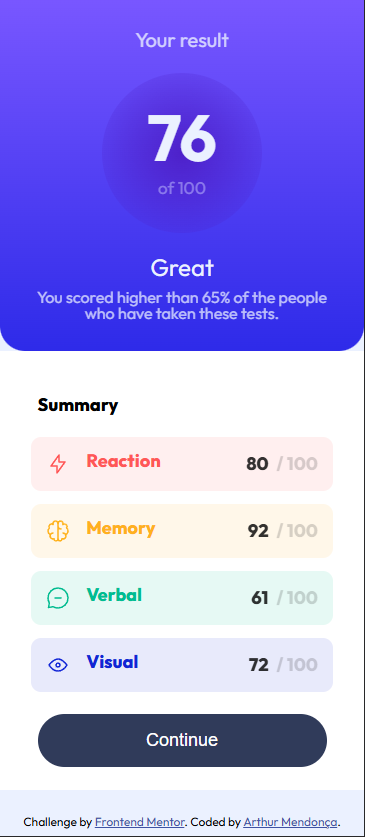 Your result
76
of 100
Great
You scored higher than 65% of the people
who have taken these tests.
Summary
Reaction 80 / 100
Memory 92 / 100
Verbal 61 / 100
Visual 72 / 100
Continue
Challenge by Frontend Mentor. Coded by Arthur Mendonça.